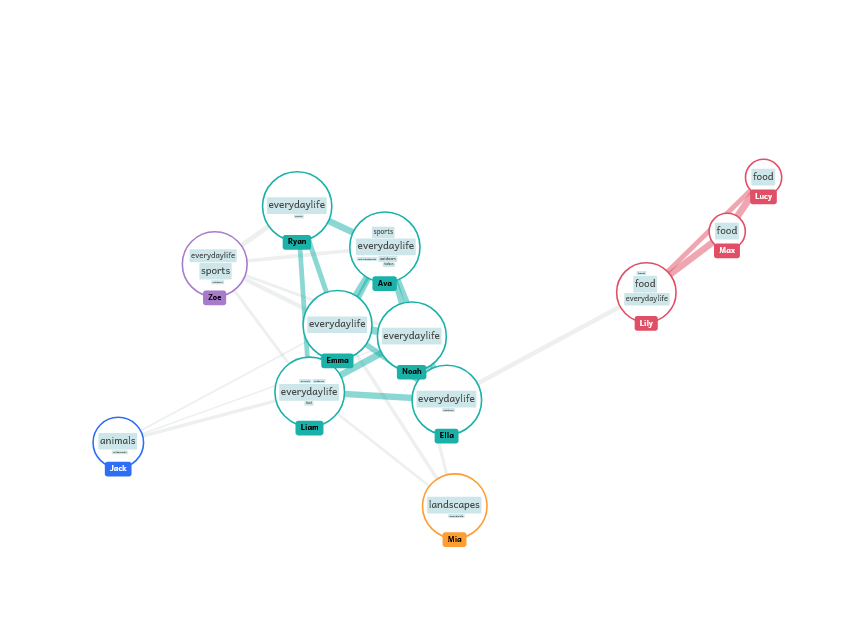 food
Lucy
food
Max
everydaylife
Ryan
sports
everydaylife
Ava
everydaylife
sports
Zoe
food
everydaylife
Lily
everydaylife
Emma
everydaylife
Noah
everydaylife
Liam
everydaylife
Ella
animals
Jack
landscapes
Mia